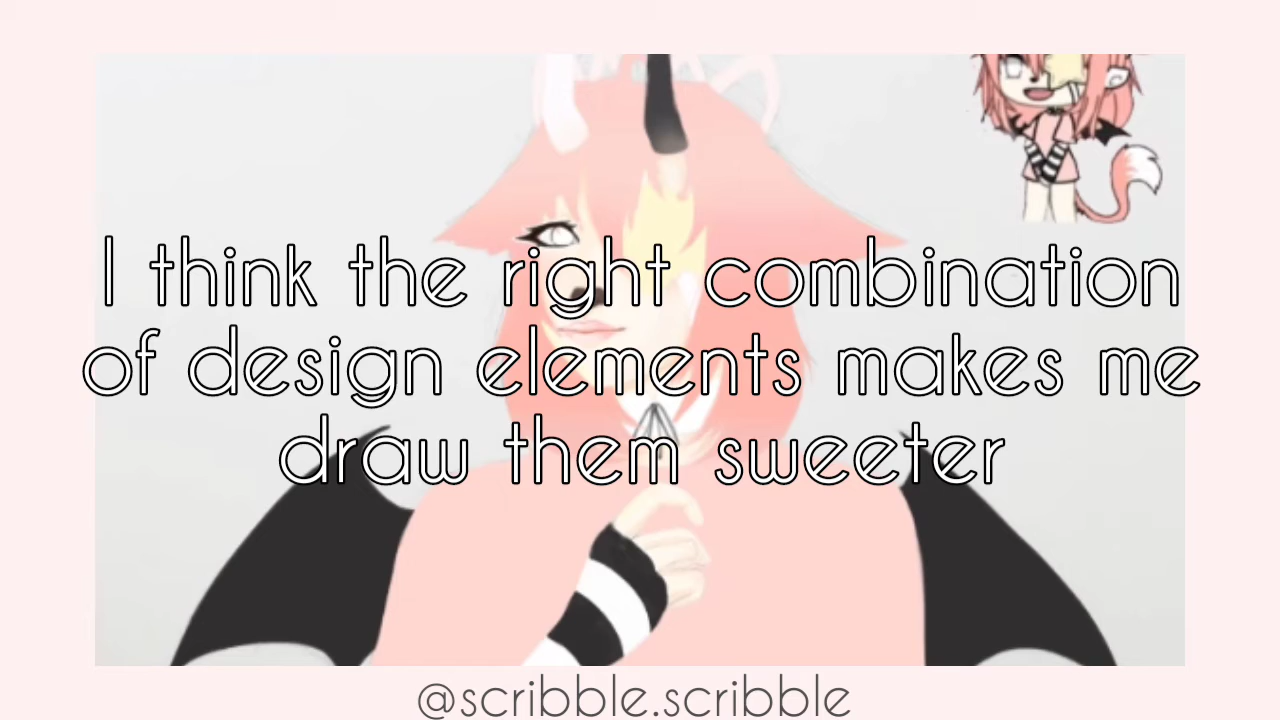 I think the right combination
of design elements makes me
draw them sweeter
@scribble.scribble